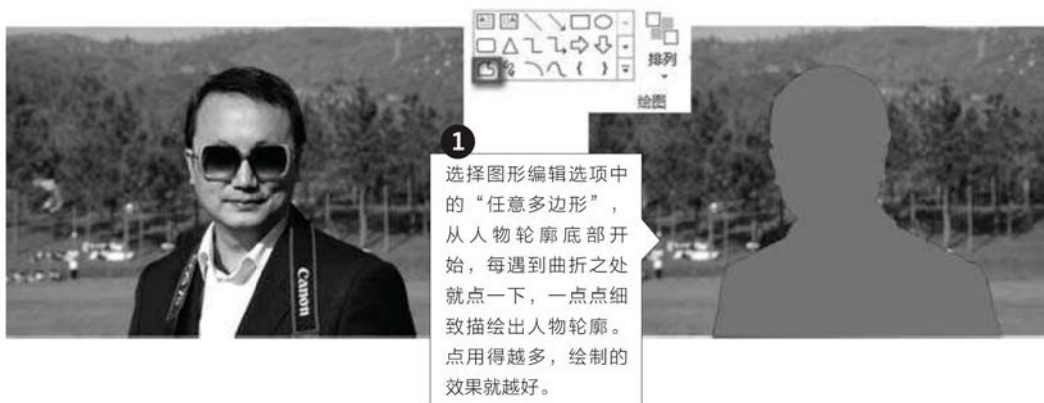 排列
绘图
1
选择图形编辑选项中
的“任意多边形”，
从人物轮廓底部开
始，每遇到曲折之处
就点一下，一点点细
致描绘出人物轮廓。
点用得越多，绘制的
效果就越好。
Canon